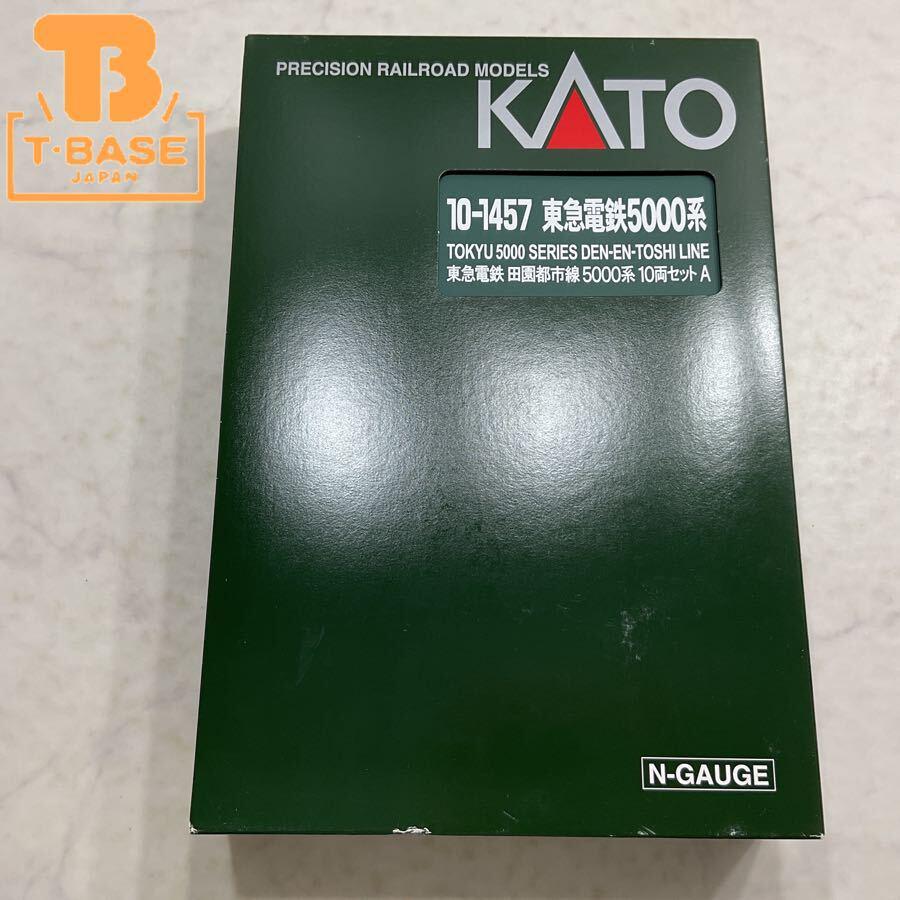 B
T·BASE
JAPAN
PRECISION RAILROAD MODELS
KATO
10-1457 東急電鉄5000系
TOKYU 5000 SERIES DEN-EN-TOSHI LINE
東急電鉄 田園都市線 5000系 10両セット A
N-GAUGE